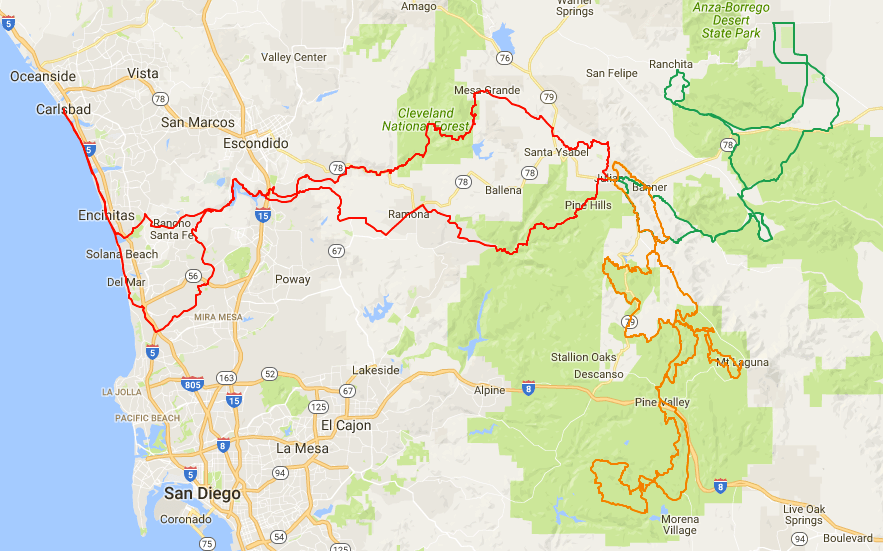 Amago
Warner
Springs
Anza-Borrego
Desert
State Park
5
Valley Center
76
Oceanside
Vista
San Felipe
Ranchita
Mesa Grande
79
78
Carlsbad
Cleveland
National Forest
San Marcos
Escondido
78
5
Santa Ysabel
78
78
78
Julian
Banner
Ballena
Pine Hills
Encinitas
15
Ramona
Rancho
Santa Fe
Solana Beach
67
56
Del Mar
Poway
MIRA MESA
79
5
Stallion Oaks
Mt Laguna
Lakeside
Descanso
52
163
805
LA JOLLA
67
Alpine
8
15
125
Pine Valley
PACIFIC BEACH
El Cajon
8
La Mesa
94
5
8
San Diego
Coronado
Morena
Village
Live Oak
Springs
54
75
125
94
Boulevard